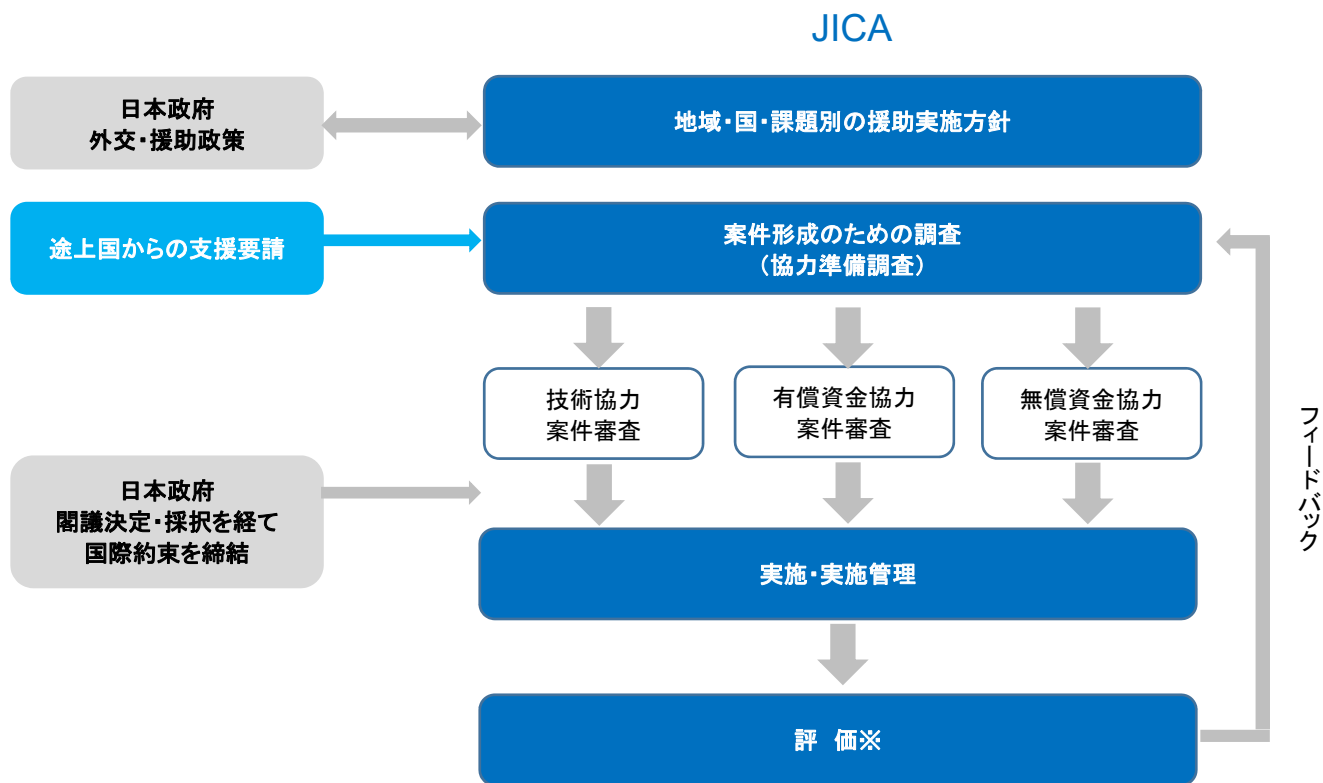 JICA
日本政府
外交・援助政策
地域・国・課題別の援助実施方針
途上国からの支援要請
案件形成のための調査
（協力準備調査）
技術協力
案件審査
有償資金協力
案件審査
無償資金協力
案件審査
日本政府
閣議決定・採択を経て
国際約束を締結
実施・実施管理
評　価※
フィードバック